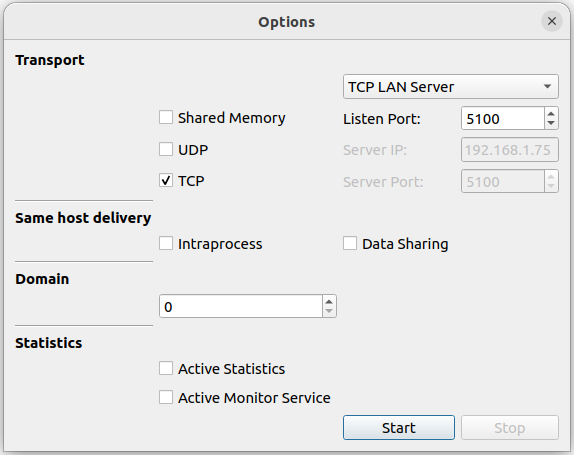 Options
Transport
TCP LAN Server
Shared Memory
Listen Port: 5100
UDP
Server IP: 192.168.1.75
TCP
Server Port: 5100
Same host delivery
Intraprocess
Data Sharing
Domain
0
Statistics
Active Statistics
Active Monitor Service
Start
Stop